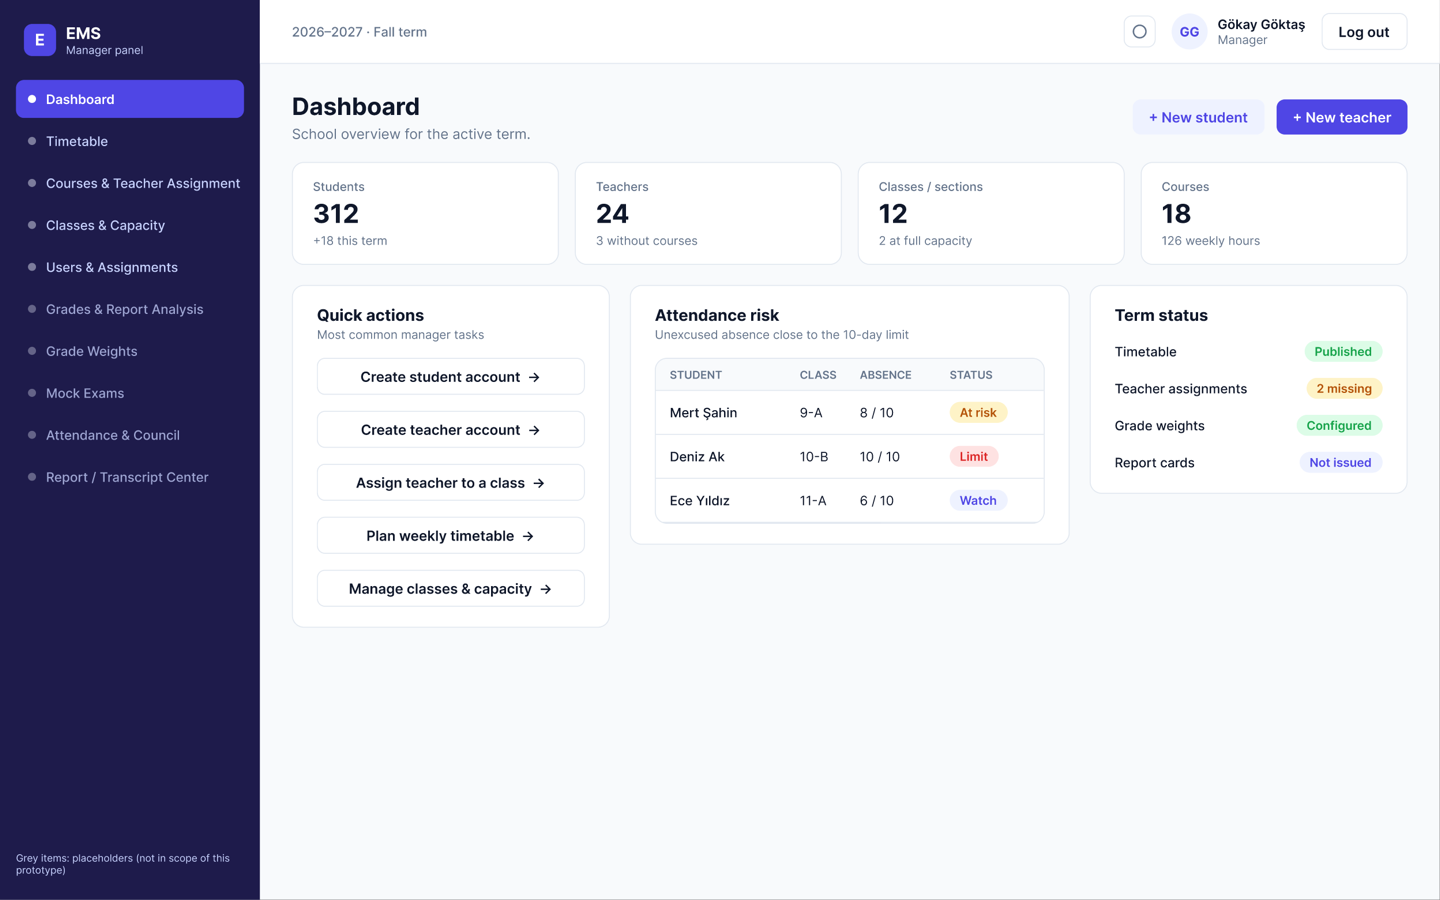 E
EMS
Manager panel
Dashboard
Timetable
Courses & Teacher Assignment
Classes & Capacity
Users & Assignments
Grades & Report Analysis
Grade Weights
Mock Exams
Attendance & Council
Report / Transcript Center
Grey items: placeholders (not in scope of this
prototype)
2026–2027 · Fall term
GG
Gökay Göktaş
Manager
Log out
Dashboard
School overview for the active term.
+ New student
+ New teacher
Students
312
+18 this term
Teachers
24
3 without courses
Classes / sections
12
2 at full capacity
Courses
18
126 weekly hours
Quick actions
Most common manager tasks
Create student account →
Create teacher account →
Assign teacher to a class →
Plan weekly timetable →
Manage classes & capacity →
Attendance risk
Unexcused absence close to the 10-day limit
STUDENT CLASS ABSENCE STATUS
Mert Şahin 9-A 8 / 10 At risk
Deniz Ak 10-B 10 / 10 Limit
Ece Yıldız 11-A 6 / 10 Watch
Term status
Timetable Published
Teacher assignments 2 missing
Grade weights Configured
Report cards Not issued